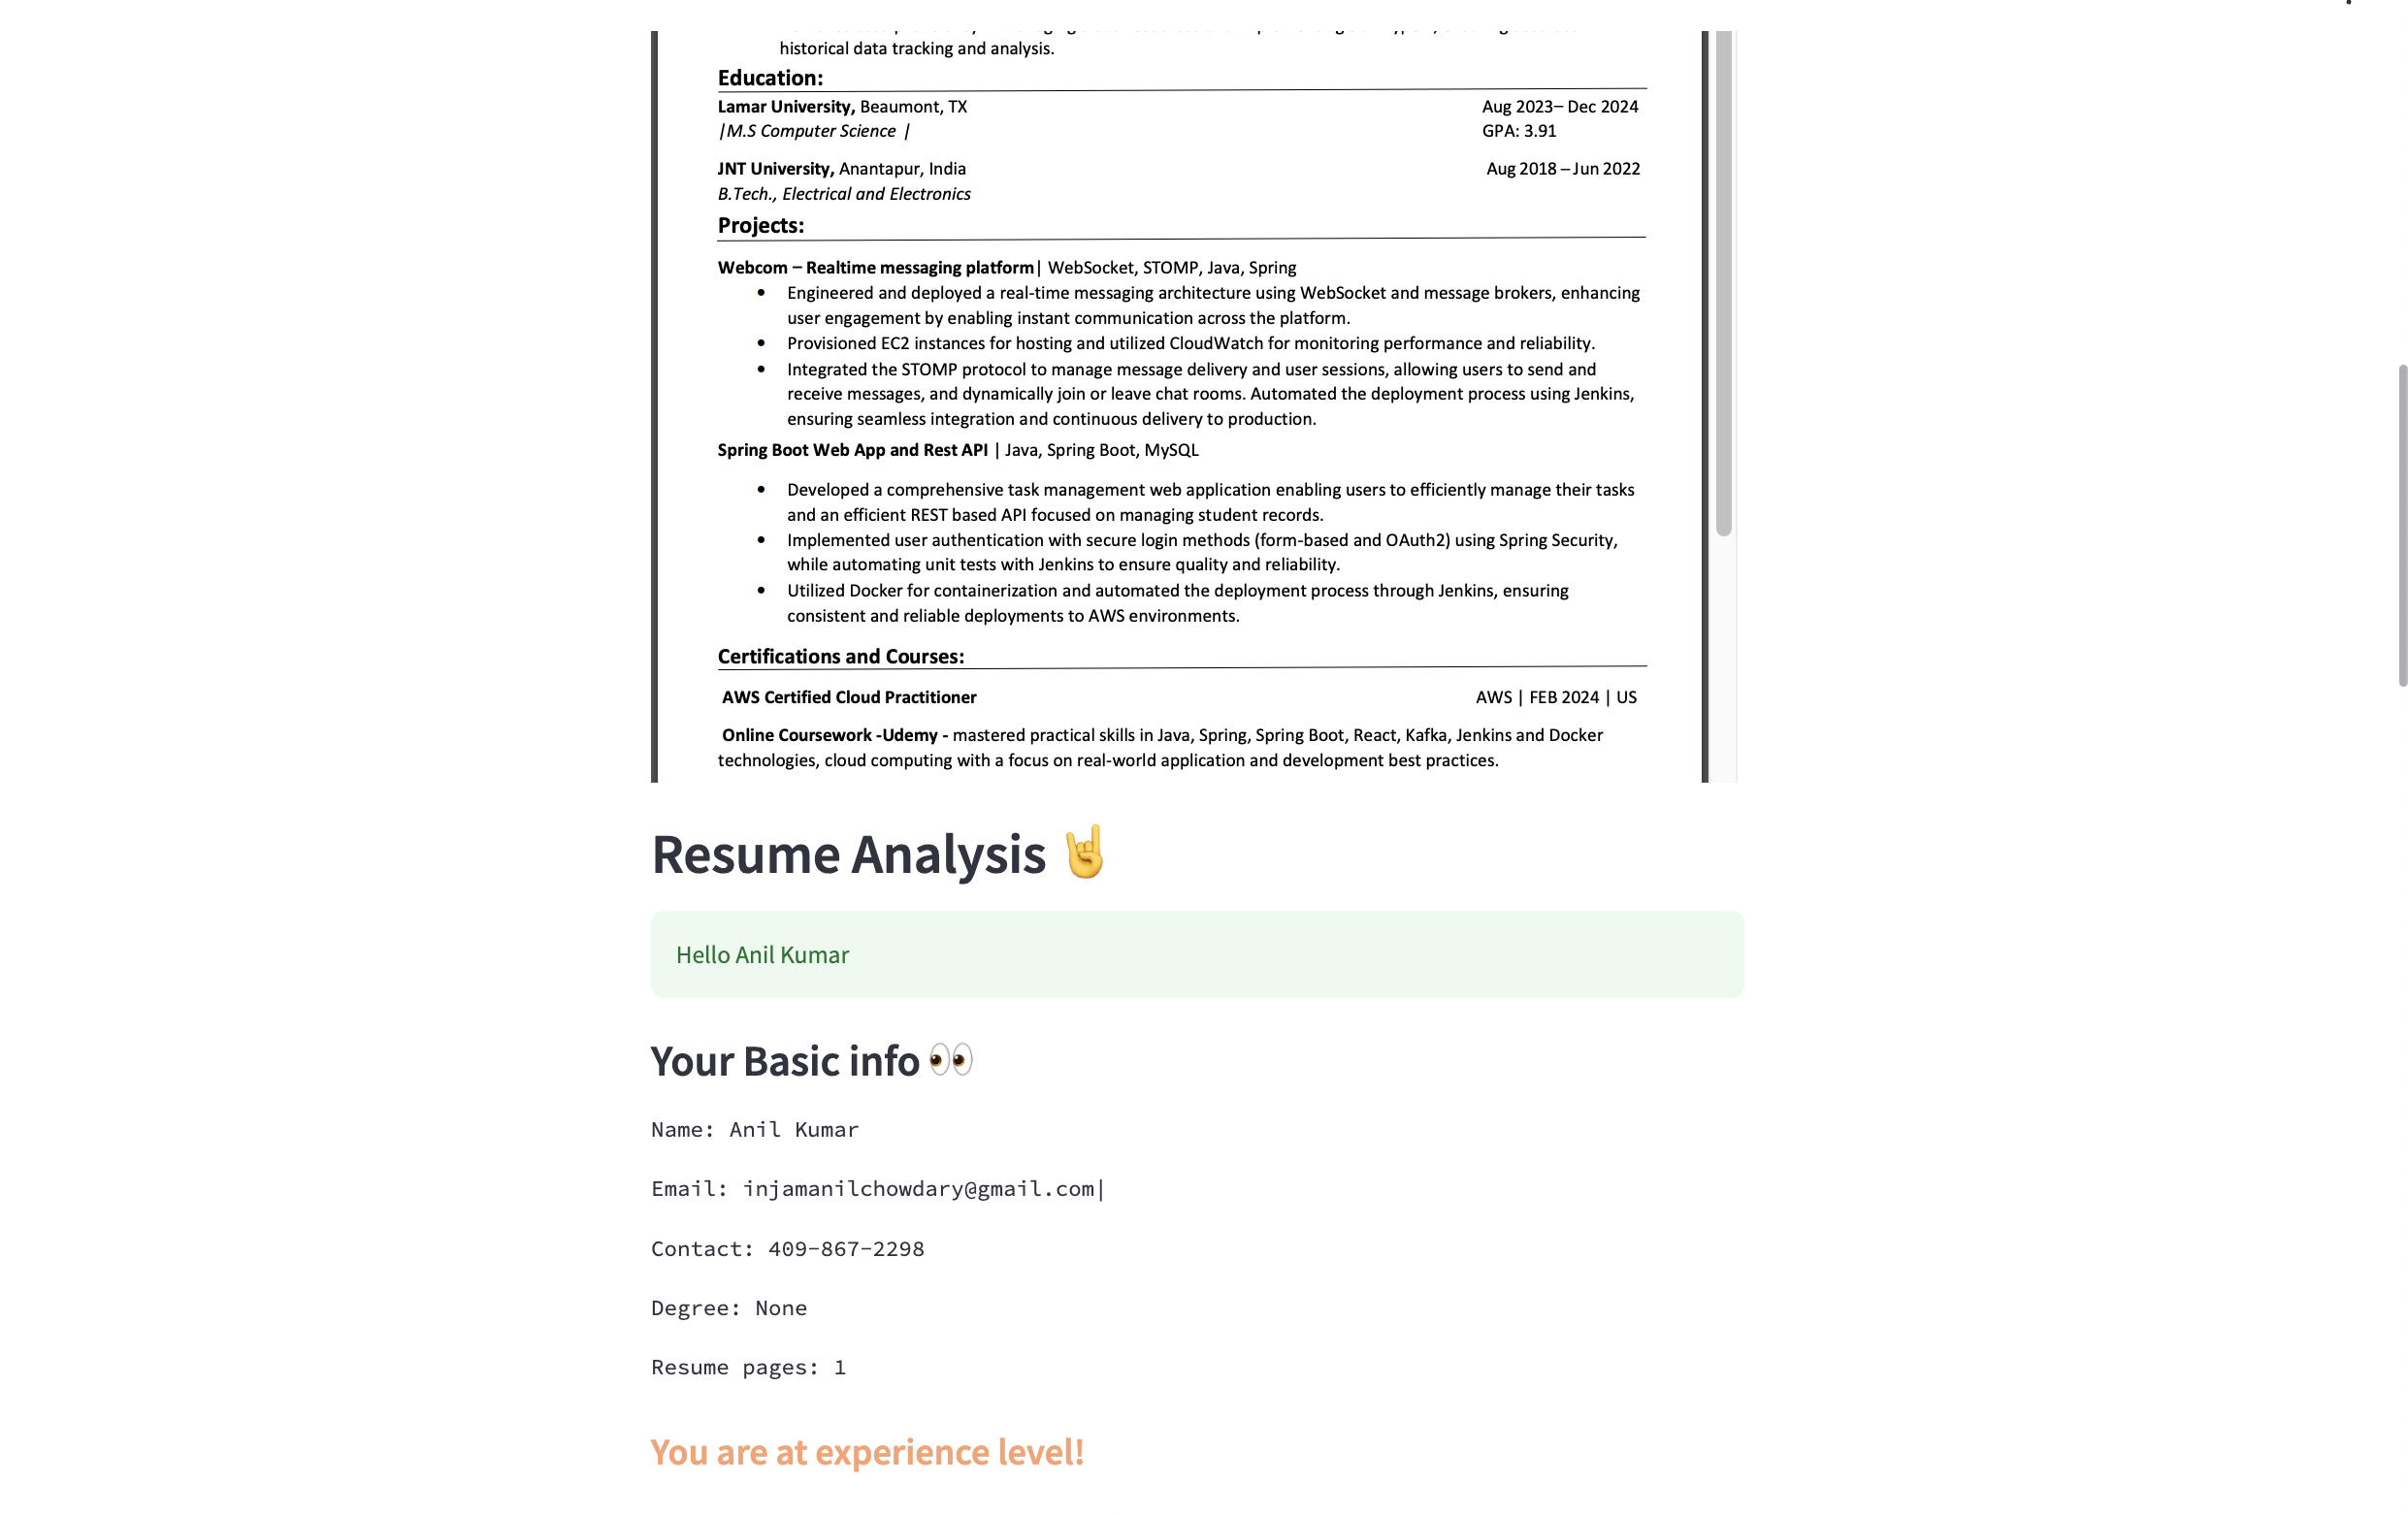 historical data tracking and analysis.
Education:
Lamar University, Beaumont, TX Aug 2023– Dec 2024
|M.S Computer Science | GPA: 3.91
JNT University, Anantapur, India Aug 2018 – Jun 2022
B.Tech., Electrical and Electronics
Projects:
Webcom – Realtime messaging platform| WebSocket, STOMP, Java, Spring
• Engineered and deployed a real-time messaging architecture using WebSocket and message brokers, enhancing
user engagement by enabling instant communication across the platform.
• Provisioned EC2 instances for hosting and utilized CloudWatch for monitoring performance and reliability.
• Integrated the STOMP protocol to manage message delivery and user sessions, allowing users to send and
receive messages, and dynamically join or leave chat rooms. Automated the deployment process using Jenkins,
ensuring seamless integration and continuous delivery to production.
Spring Boot Web App and Rest API | Java, Spring Boot, MySQL
• Developed a comprehensive task management web application enabling users to efficiently manage their tasks
and an efficient REST based API focused on managing student records.
• Implemented user authentication with secure login methods (form-based and OAuth2) using Spring Security,
while automating unit tests with Jenkins to ensure quality and reliability.
• Utilized Docker for containerization and automated the deployment process through Jenkins, ensuring
consistent and reliable deployments to AWS environments.
Certifications and Courses:
AWS Certified Cloud Practitioner AWS | FEB 2024 | US
Online Coursework -Udemy - mastered practical skills in Java, Spring, Spring Boot, React, Kafka, Jenkins and Docker
technologies, cloud computing with a focus on real-world application and development best practices.
Resume Analysis 🤘
Hello Anil Kumar
Your Basic info 👀
Name: Anil Kumar
Email: injamanilchowdary@gmail.com|
Contact: 409-867-2298
Degree: None
Resume pages: 1
You are at experience level!